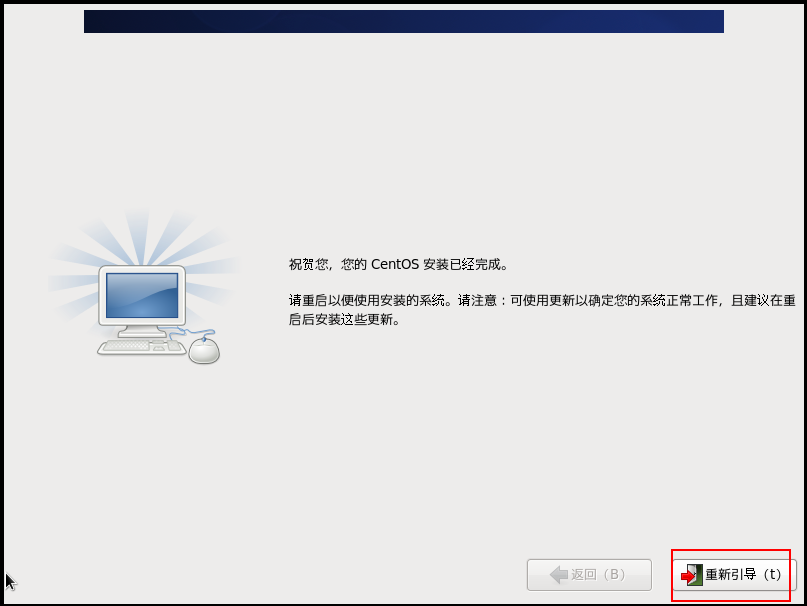 祝贺您，您的 CentOS 安装已经完成。
请重启以便使用安装的系统。请注意：可使用更新以确定您的系统正常工作，且建议在重
启后安装这些更新。
返回（B）
重新引导（t）